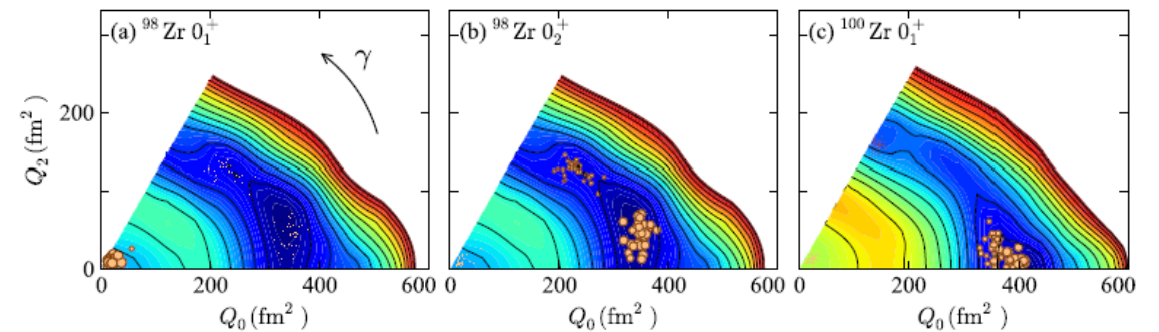 (a) ⁹⁸Zr 0₁⁺
(b) ⁹⁸Zr 0₂⁺
(c) ¹⁰⁰Zr 0₁⁺
γ
Q₂ (fm²)
200
0
0 200 400 600
0 200 400 600
0 200 400 600
Q₀ (fm²)
Q₀ (fm²)
Q₀ (fm²)